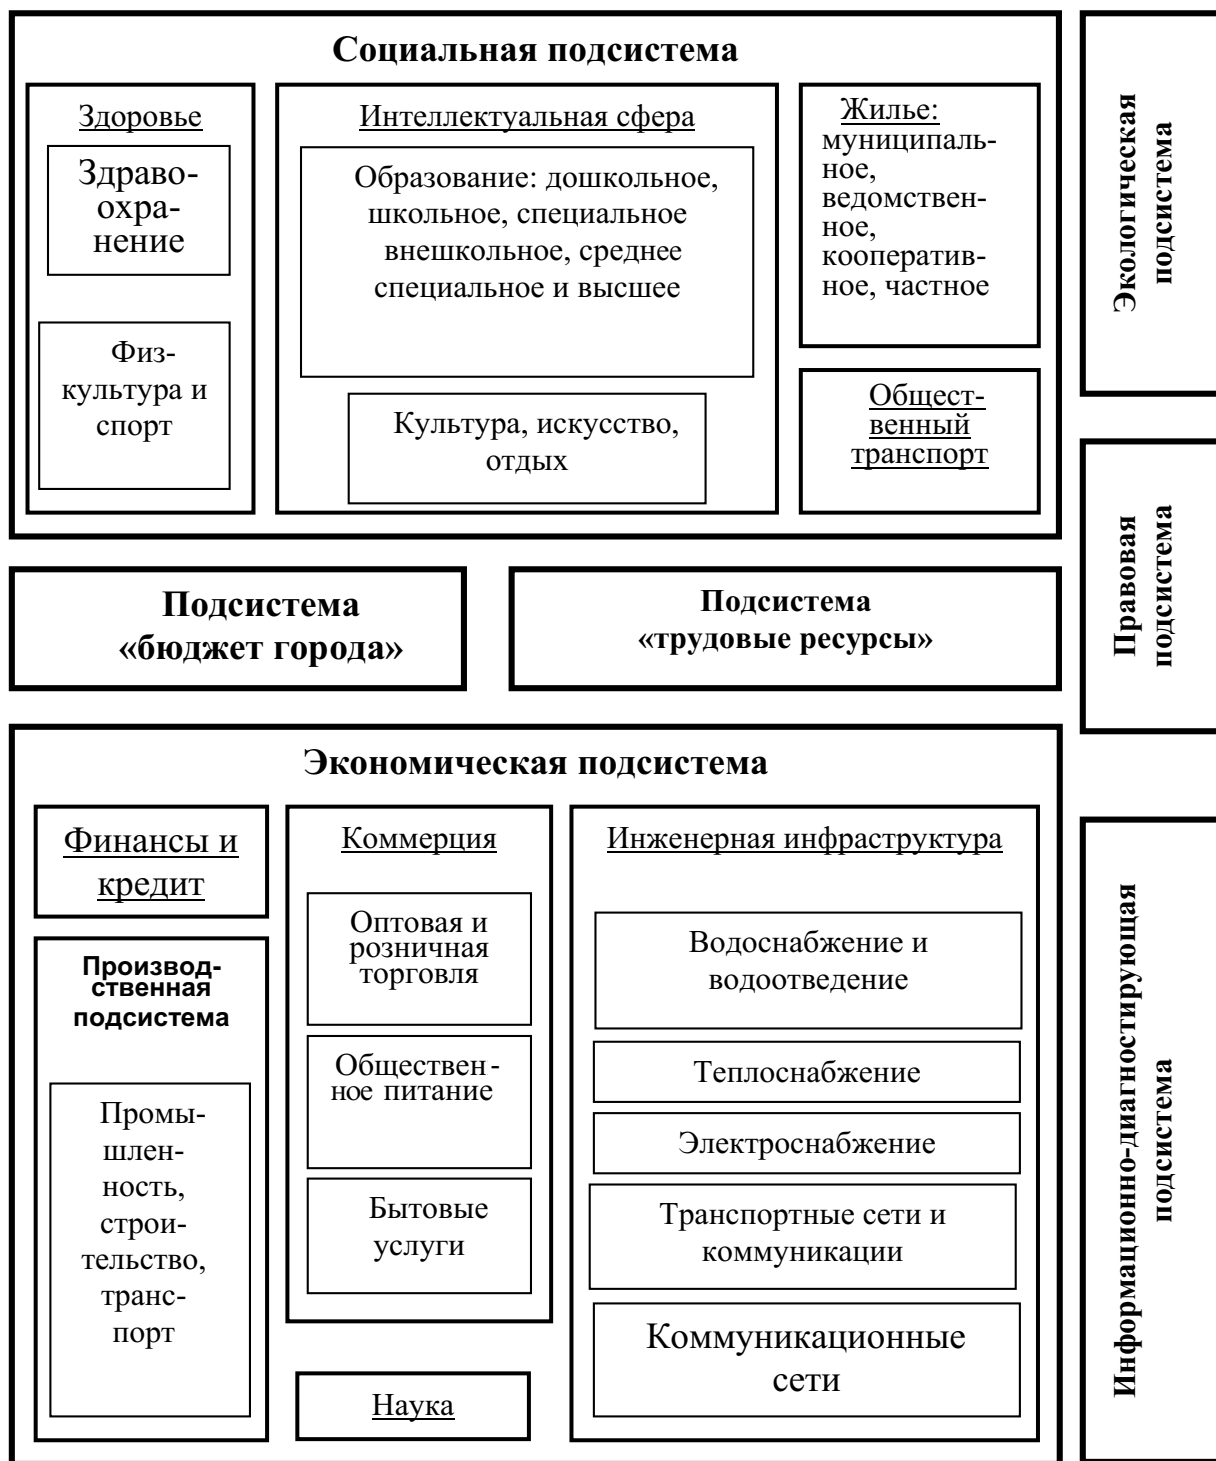 Социальная подсистема
Здоровье
Здраво-
охра-
нение
Физ-
культура и
спорт
Интеллектуальная сфера
Образование: дошкольное,
школьное, специальное
внешкольное, среднее
специальное и высшее
Культура, искусство,
отдых
Жилье:
муниципаль-
ное,
ведомствен-
ное,
кооператив-
ное, частное
Общест-
венный
транспорт
Экологическая
подсистема
Правовая
подсистема
Подсистема
«бюджет города»
Подсистема
«трудовые ресурсы»
Экономическая подсистема
Финансы и
кредит
Производ-
ственная
подсистема
Промы-
шлен-
ность,
строи-
тельство,
транс-
порт
Коммерция
Оптовая и
розничная
торговля
Обществен-
ное питание
Бытовые
услуги
Наука
Инженерная инфраструктура
Водоснабжение и
водоотведение
Теплоснабжение
Электроснабжение
Транспортные сети и
коммуникации
Коммуникационные
сети
Информационно-диагностирующая
подсистема